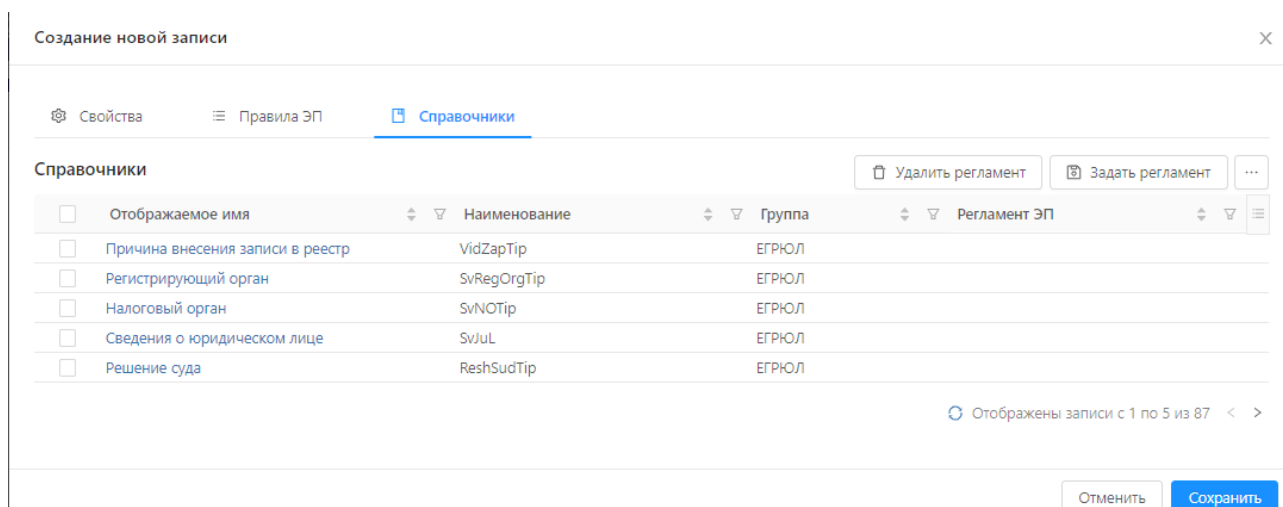 Создание новой записи
Свойства Правила ЭП Справочники
Справочники Удалить регламент Задать регламент ...
Отображаемое имя Наименование Группа Регламент ЭП
Причина внесения записи в реестр VidZapTip ЕГРЮЛ
Регистрирующий орган SvRegOrgTip ЕГРЮЛ
Налоговый орган SvNOTip ЕГРЮЛ
Сведения о юридическом лице SvJuL ЕГРЮЛ
Решение суда ReshSudTip ЕГРЮЛ
Отображены записи с 1 по 5 из 87 < >
Отменить Сохранить